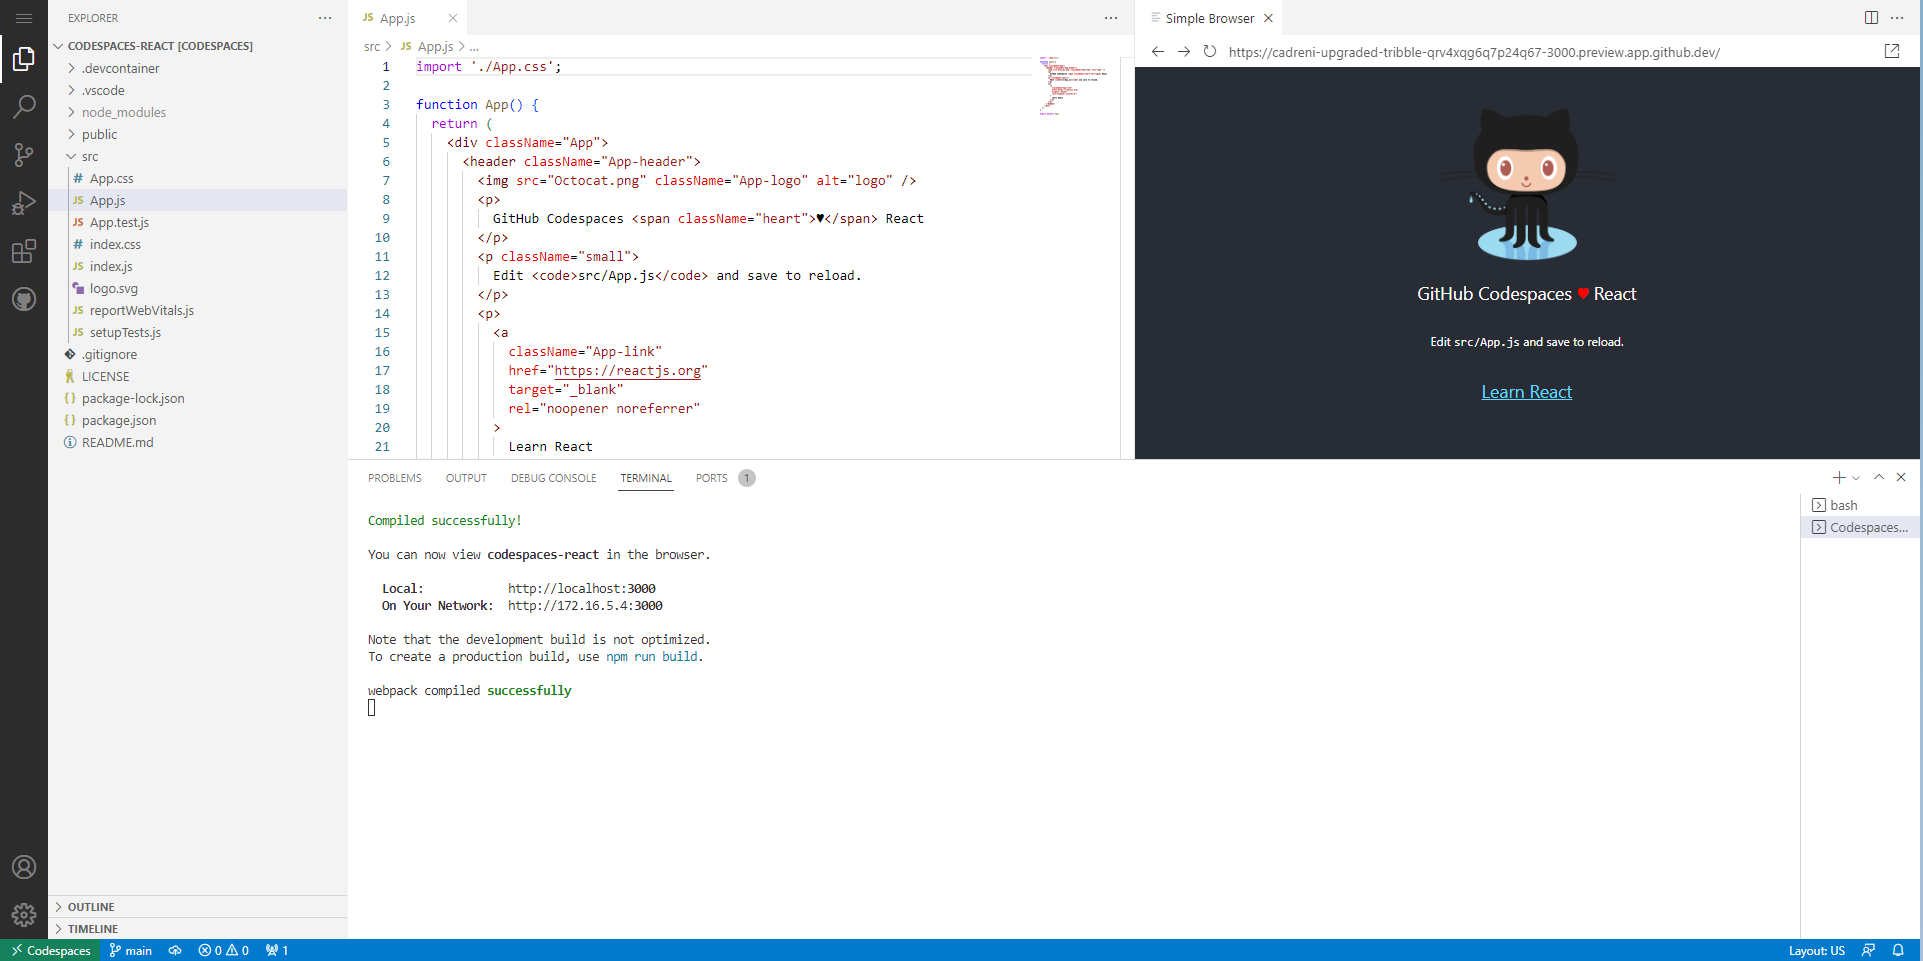 EXPLORER
CODESPACES-REACT [CODESPACES]
.devcontainer
.vscode
node_modules
public
src
App.css
App.js
App.test.js
index.css
index.js
logo.svg
reportWebVitals.js
setupTests.js
.gitignore
LICENSE
package-lock.json
package.json
README.md
OUTLINE
TIMELINE
App.js
src > App.js > ...
1 import './App.css';
2
3 function App() {
4 return (
5 <div className="App">
6 <header className="App-header">
7 <img src="Octocat.png" className="App-logo" alt="logo" />
8 <p>
9 GitHub Codespaces <span className="heart">♥</span> React
10 </p>
11 <p className="small">
12 Edit <code>src/App.js</code> and save to reload.
13 </p>
14 <p>
15 <a
16 className="App-link"
17 href="https://reactjs.org"
18 target="_blank"
19 rel="noopener noreferrer"
20 >
21 Learn React
Simple Browser
https://cadreni-upgraded-tribble-qrv4xqg6q7p24q67-3000.preview.app.github.dev/
GitHub Codespaces ♥ React
Edit src/App.js and save to reload.
Learn React
PROBLEMS OUTPUT DEBUG CONSOLE TERMINAL PORTS 1
Compiled successfully!
You can now view codespaces-react in the browser.
Local: http://localhost:3000
On Your Network: http://172.16.5.4:3000
Note that the development build is not optimized.
To create a production build, use npm run build.
webpack compiled successfully
bash
Codespaces...
Codespaces main 0 0 1 Layout: US